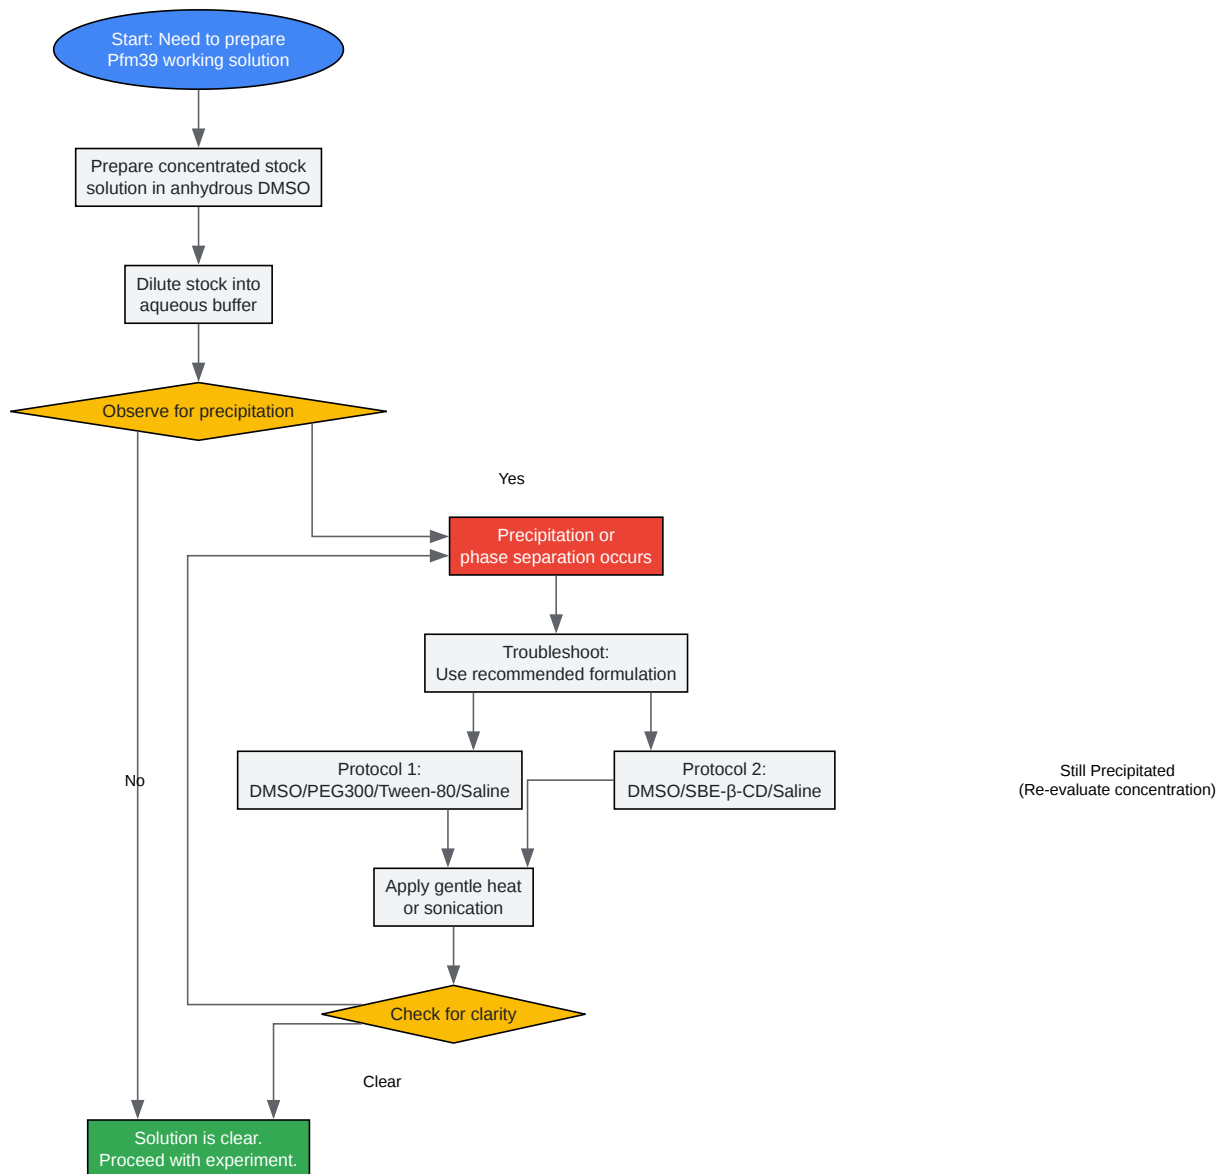 Start: Need to prepare
Pfm39 working solution
Prepare concentrated stock
solution in anhydrous DMSO
Dilute stock into
aqueous buffer
Observe for precipitation
Yes
Precipitation or
phase separation occurs
Troubleshoot:
Use recommended formulation
Protocol 1:
DMSO/PEG300/Tween-80/Saline
Protocol 2:
DMSO/SBE-β-CD/Saline
No
Still Precipitated
(Re-evaluate concentration)
Apply gentle heat
or sonication
Check for clarity
Clear
Solution is clear.
Proceed with experiment.